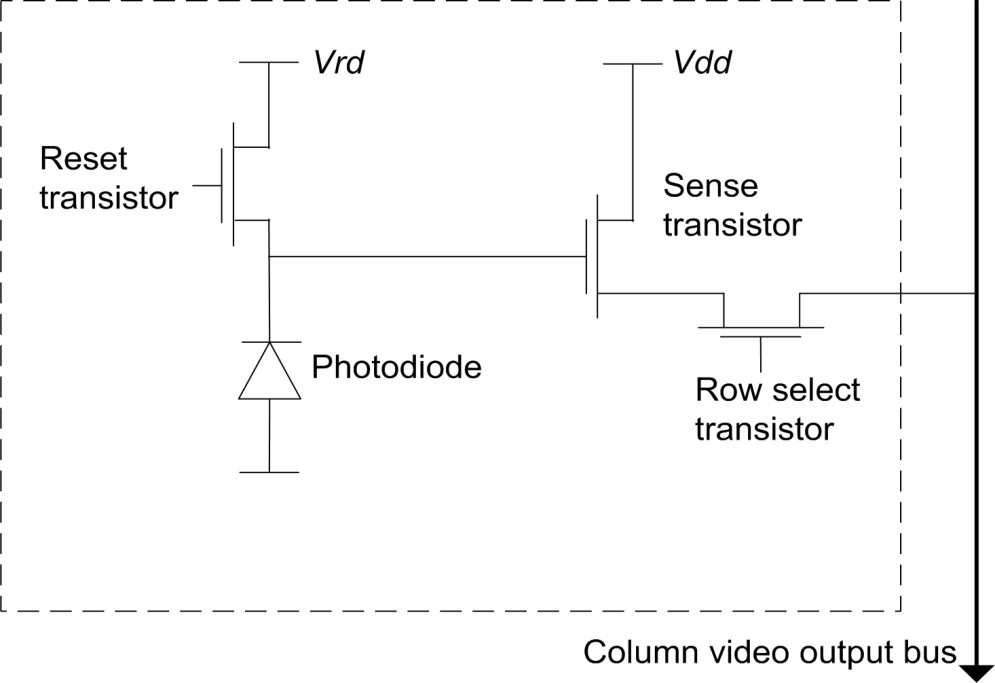 Vrd
Vdd
Reset
transistor
Sense
transistor
Photodiode
Row select
transistor
Column video output bus